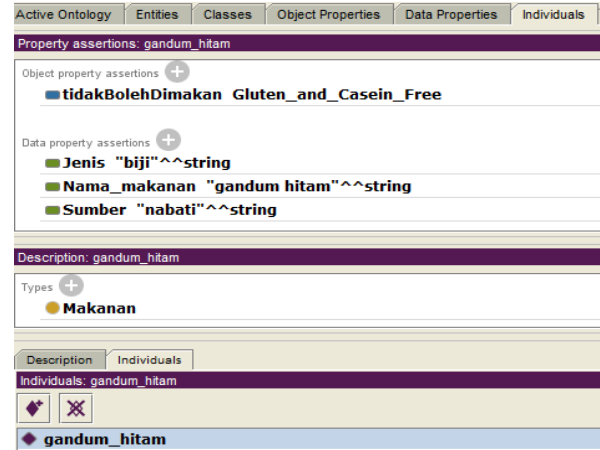 Active Ontology Entities Classes Object Properties Data Properties Individuals
Property assertions: gandum_hitam
Object property assertions
tidakBolehDimakan Gluten_and_Casein_Free
Data property assertions
Jenis "biji"^^string
Nama_makanan "gandum hitam"^^string
Sumber "nabati"^^string
Description: gandum_hitam
Types
Makanan
Description Individuals
Individuals: gandum_hitam
gandum_hitam